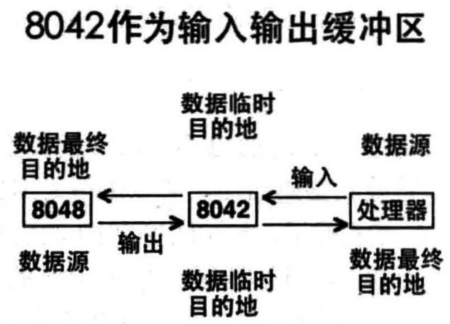 8042作为输入输出缓冲区
数据临时
目的地
数据最终
目的地
数据源
输入
8048
8042
处理器
输出
数据源
数据临时
目的地
数据最终
目的地